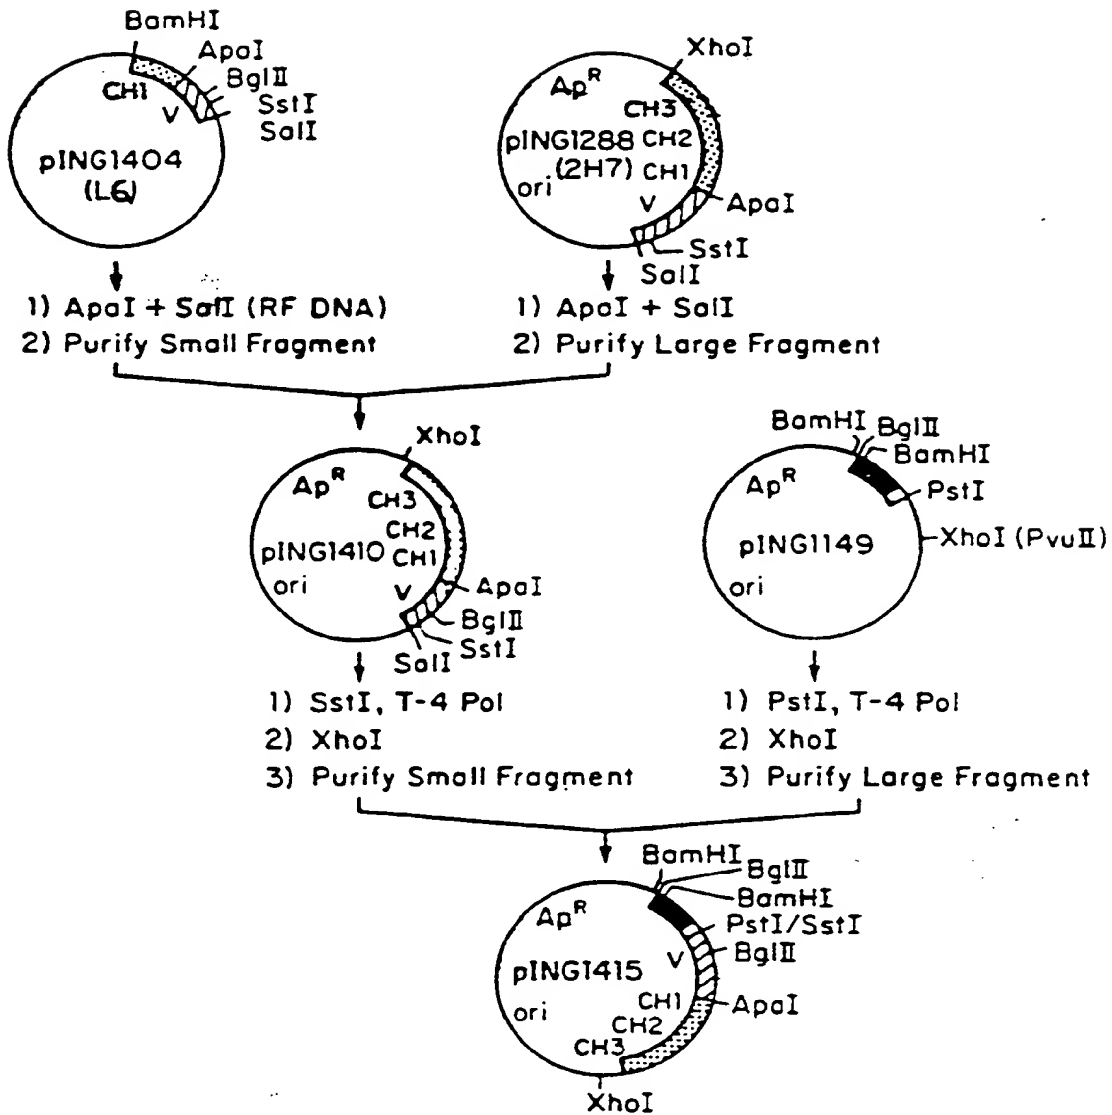 BamHI
ApaI
BglII
SstI
SalI
CH1
V
pING1404
(L6)
XhoI
Ap^R
CH3
pING1288 CH2
(2H7) CH1
ori
V
ApaI
SstI
SalI
1) ApaI + SalI (RF DNA)
2) Purify Small Fragment
1) ApaI + SalI
2) Purify Large Fragment
XhoI
Ap^R
CH3
CH2
pING1410 CH1
ori
V
ApaI
BglII
SstI
SalI
BamHI
BglII
BamHI
Ap^R
PstI
XhoI (PvuII)
pING1149
ori
1) SstI, T-4 Pol
2) XhoI
3) Purify Small Fragment
1) PstI, T-4 Pol
2) XhoI
3) Purify Large Fragment
BamHI
BglII
BamHI
Ap^R
PstI/SstI
V
BglII
pING1415
CH1
ApaI
ori
CH2
CH3
XhoI